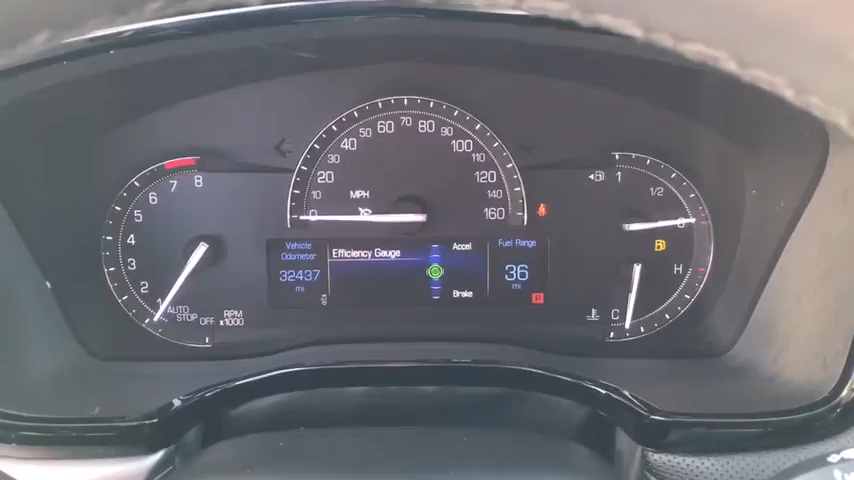 8
7
6
5
4
3
2
1
AUTO
STOP
OFF
RPM
x1000
0
10
20
30
40
50
60
70
80
90
100
110
120
140
160
MPH
Vehicle
Odometer
32437
mi
Efficiency Gauge
Accel
Brake
Fuel Range
36
mi
P
1
1/2
0
H
C